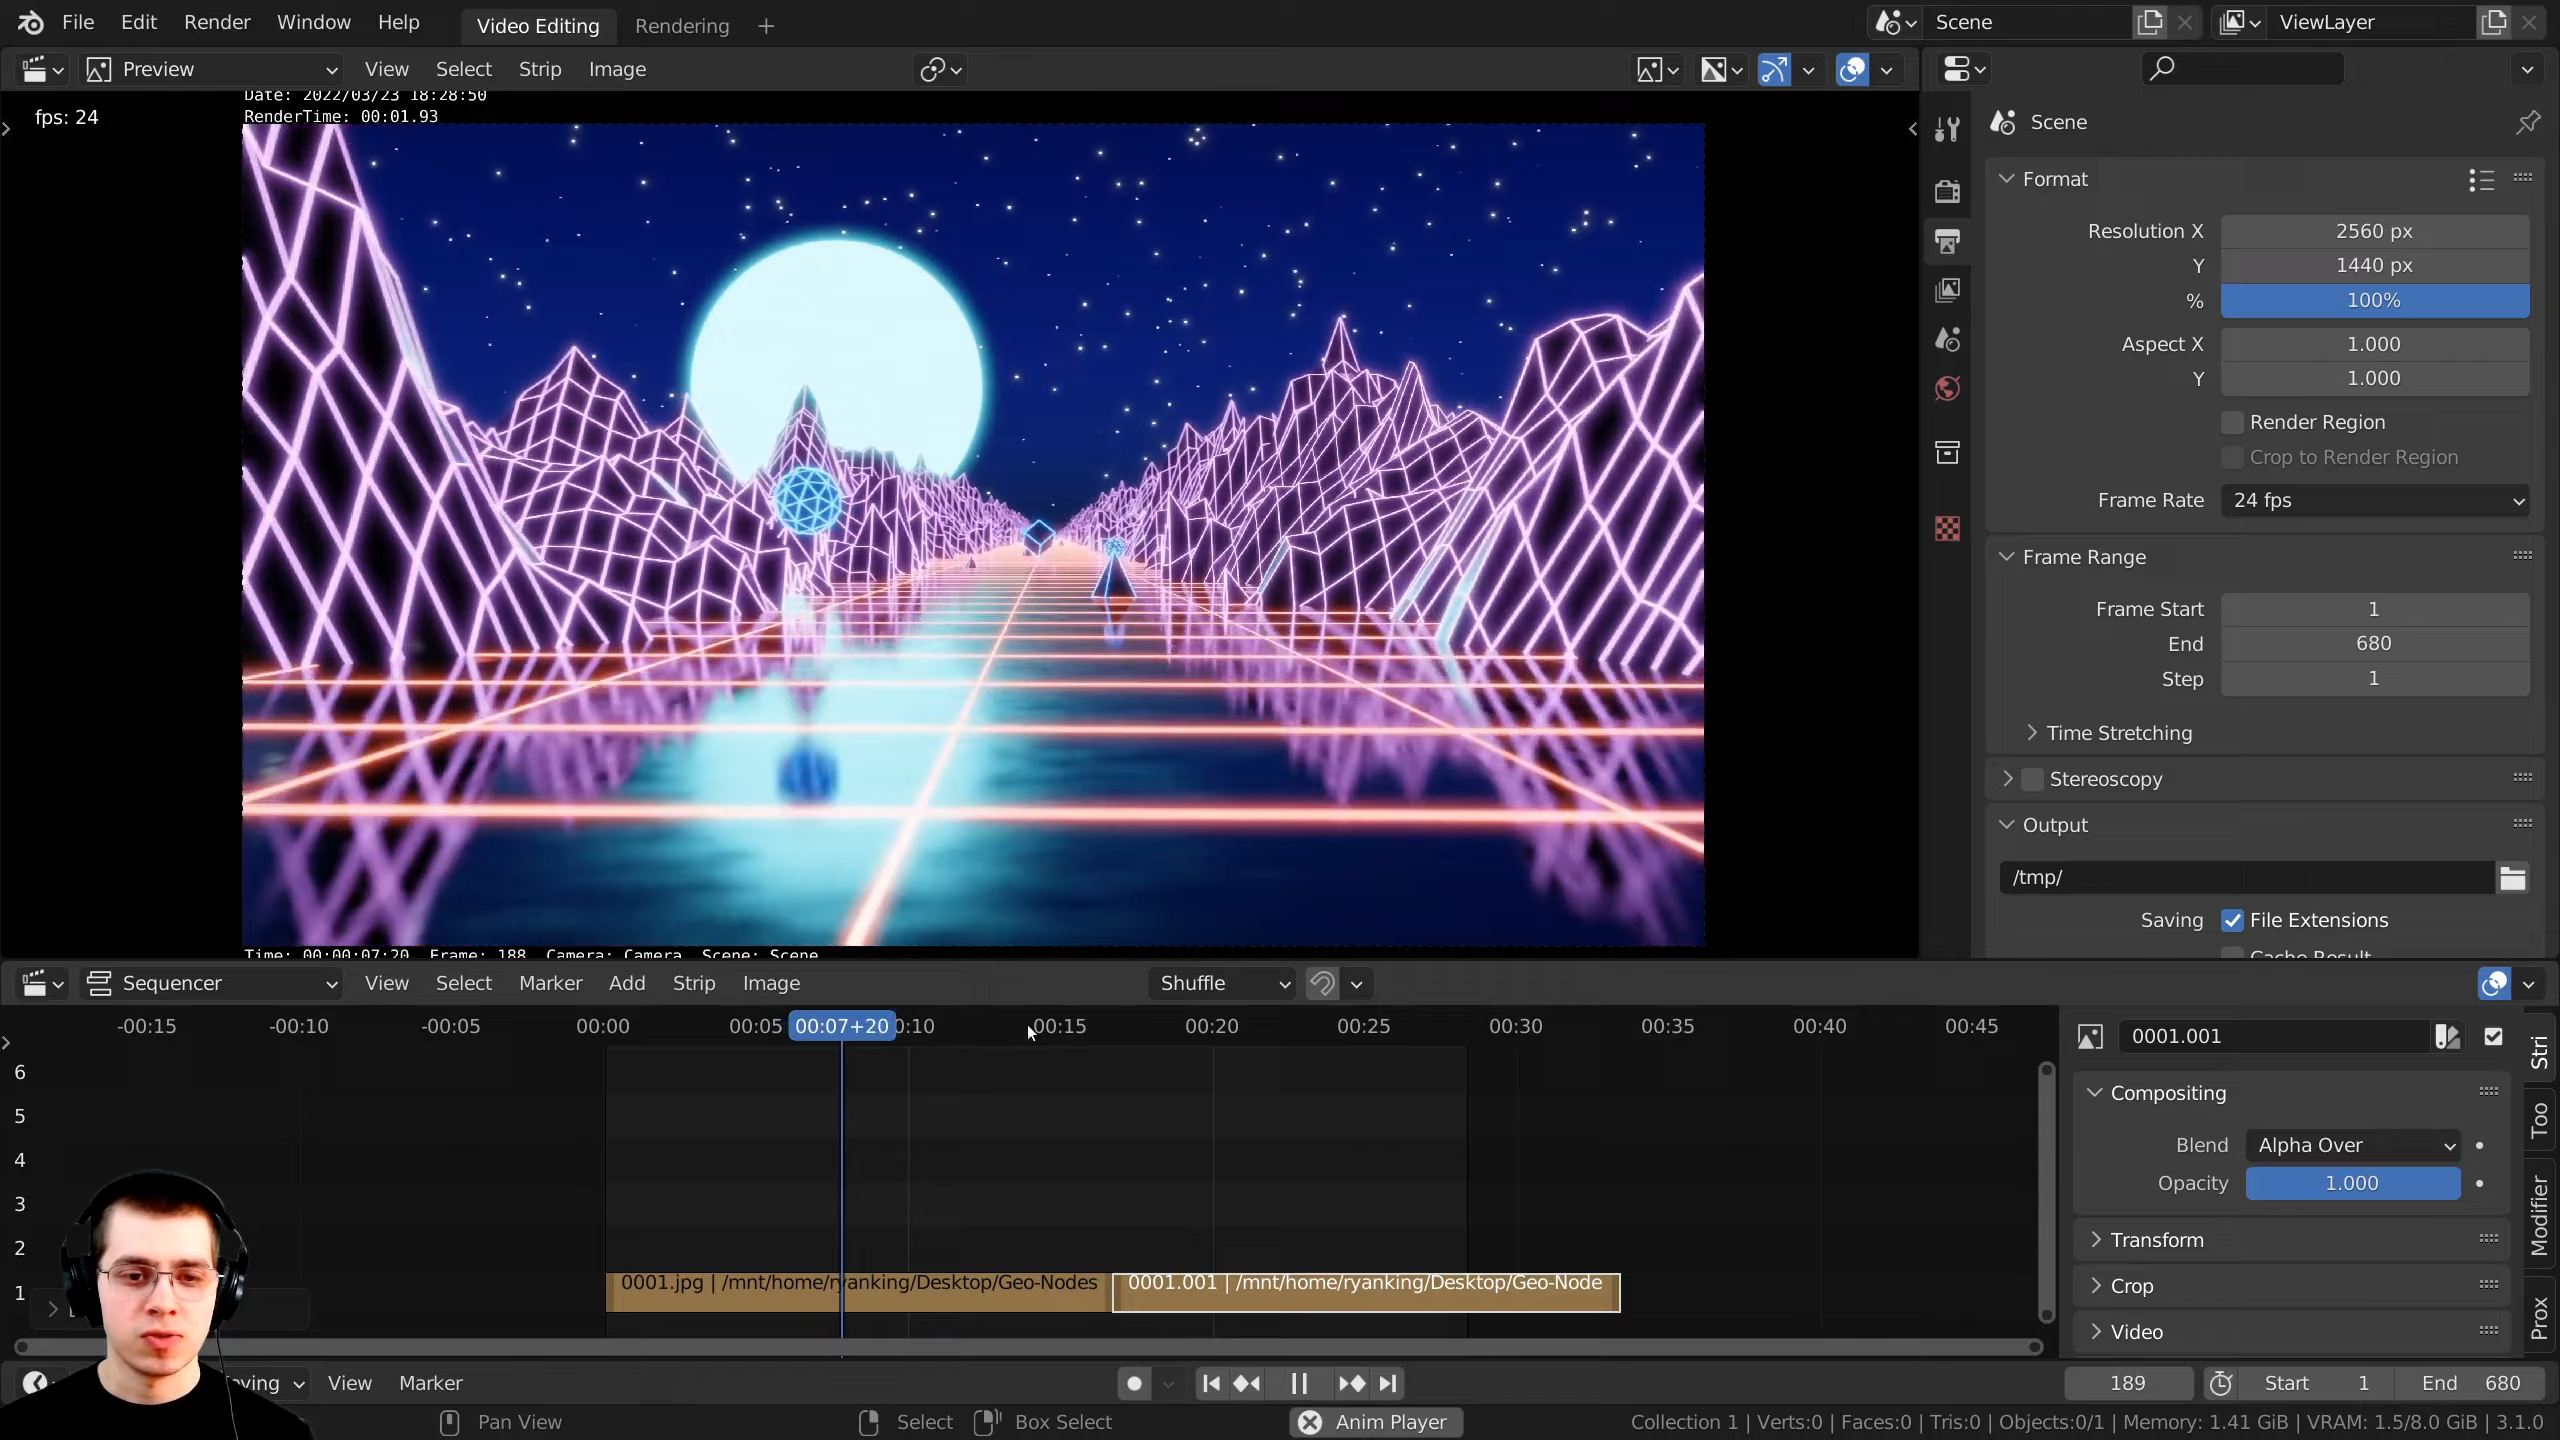 File Edit Render Window Help Video Editing Rendering + Scene ViewLayer
Preview View Select Strip Image
fps: 24
Date: 2022/03/23 18:28:50
RenderTime: 00:01.93
Time: 00:00:07:20 Frame: 188 Camera: Camera Scene: Scene
Scene
Format
Resolution X 2560 px
Y 1440 px
% 100%
Aspect X 1.000
Y 1.000
Render Region
Crop to Render Region
Frame Rate 24 fps
Frame Range
Frame Start 1
End 680
Step 1
Time Stretching
Stereoscopy
Output
/tmp/
Saving File Extensions
Cache Result
Sequencer View Select Marker Add Strip Image Shuffle
-00:15 -00:10 -00:05 00:00 00:05 00:07+20 0:10 00:15 00:20 00:25 00:30 00:35 00:40 00:45
6
5
4
3
2
1
0001.jpg | /mnt/home/ryanking/Desktop/Geo-Nodes
0001.001 | /mnt/home/ryanking/Desktop/Geo-Node
0001.001
Compositing
Blend Alpha Over
Opacity 1.000
Transform
Crop
Video
Stri
Too
Modifier
Prox
View Marker 189 Start 1 End 680
Pan View Select Box Select Anim Player Collection 1 | Verts:0 | Faces:0 | Tris:0 | Objects:0/1 | Memory: 1.41 GiB | VRAM: 1.5/8.0 GiB | 3.1.0